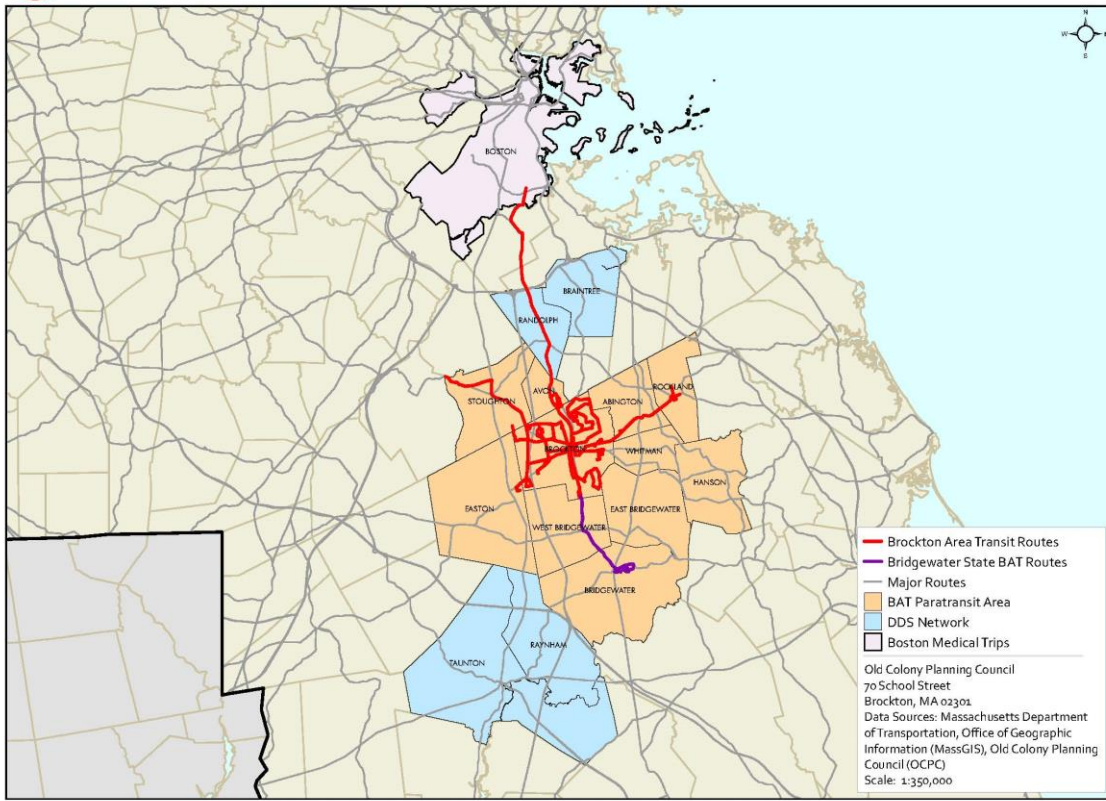 N
W
S
BOSTON
BRAINTREE
RANDOLPH
AVON
STOUGHTON
ROCKLAND
ABINGTON
BROCKTON
WHITMAN
HANSON
EASTON
EAST BRIDGEWATER
WEST BRIDGEWATER
BRIDGEWATER
RAYNHAM
TAUNTON
Brockton Area Transit Routes
Bridgewater State BAT Routes
Major Routes
BAT Paratransit Area
DDS Network
Boston Medical Trips
Old Colony Planning Council
70 School Street
Brockton, MA 02301
Data Sources: Massachusetts Department
of Transportation, Office of Geographic
Information (MassGIS), Old Colony Planning
Council (OCPC)
Scale: 1:350,000